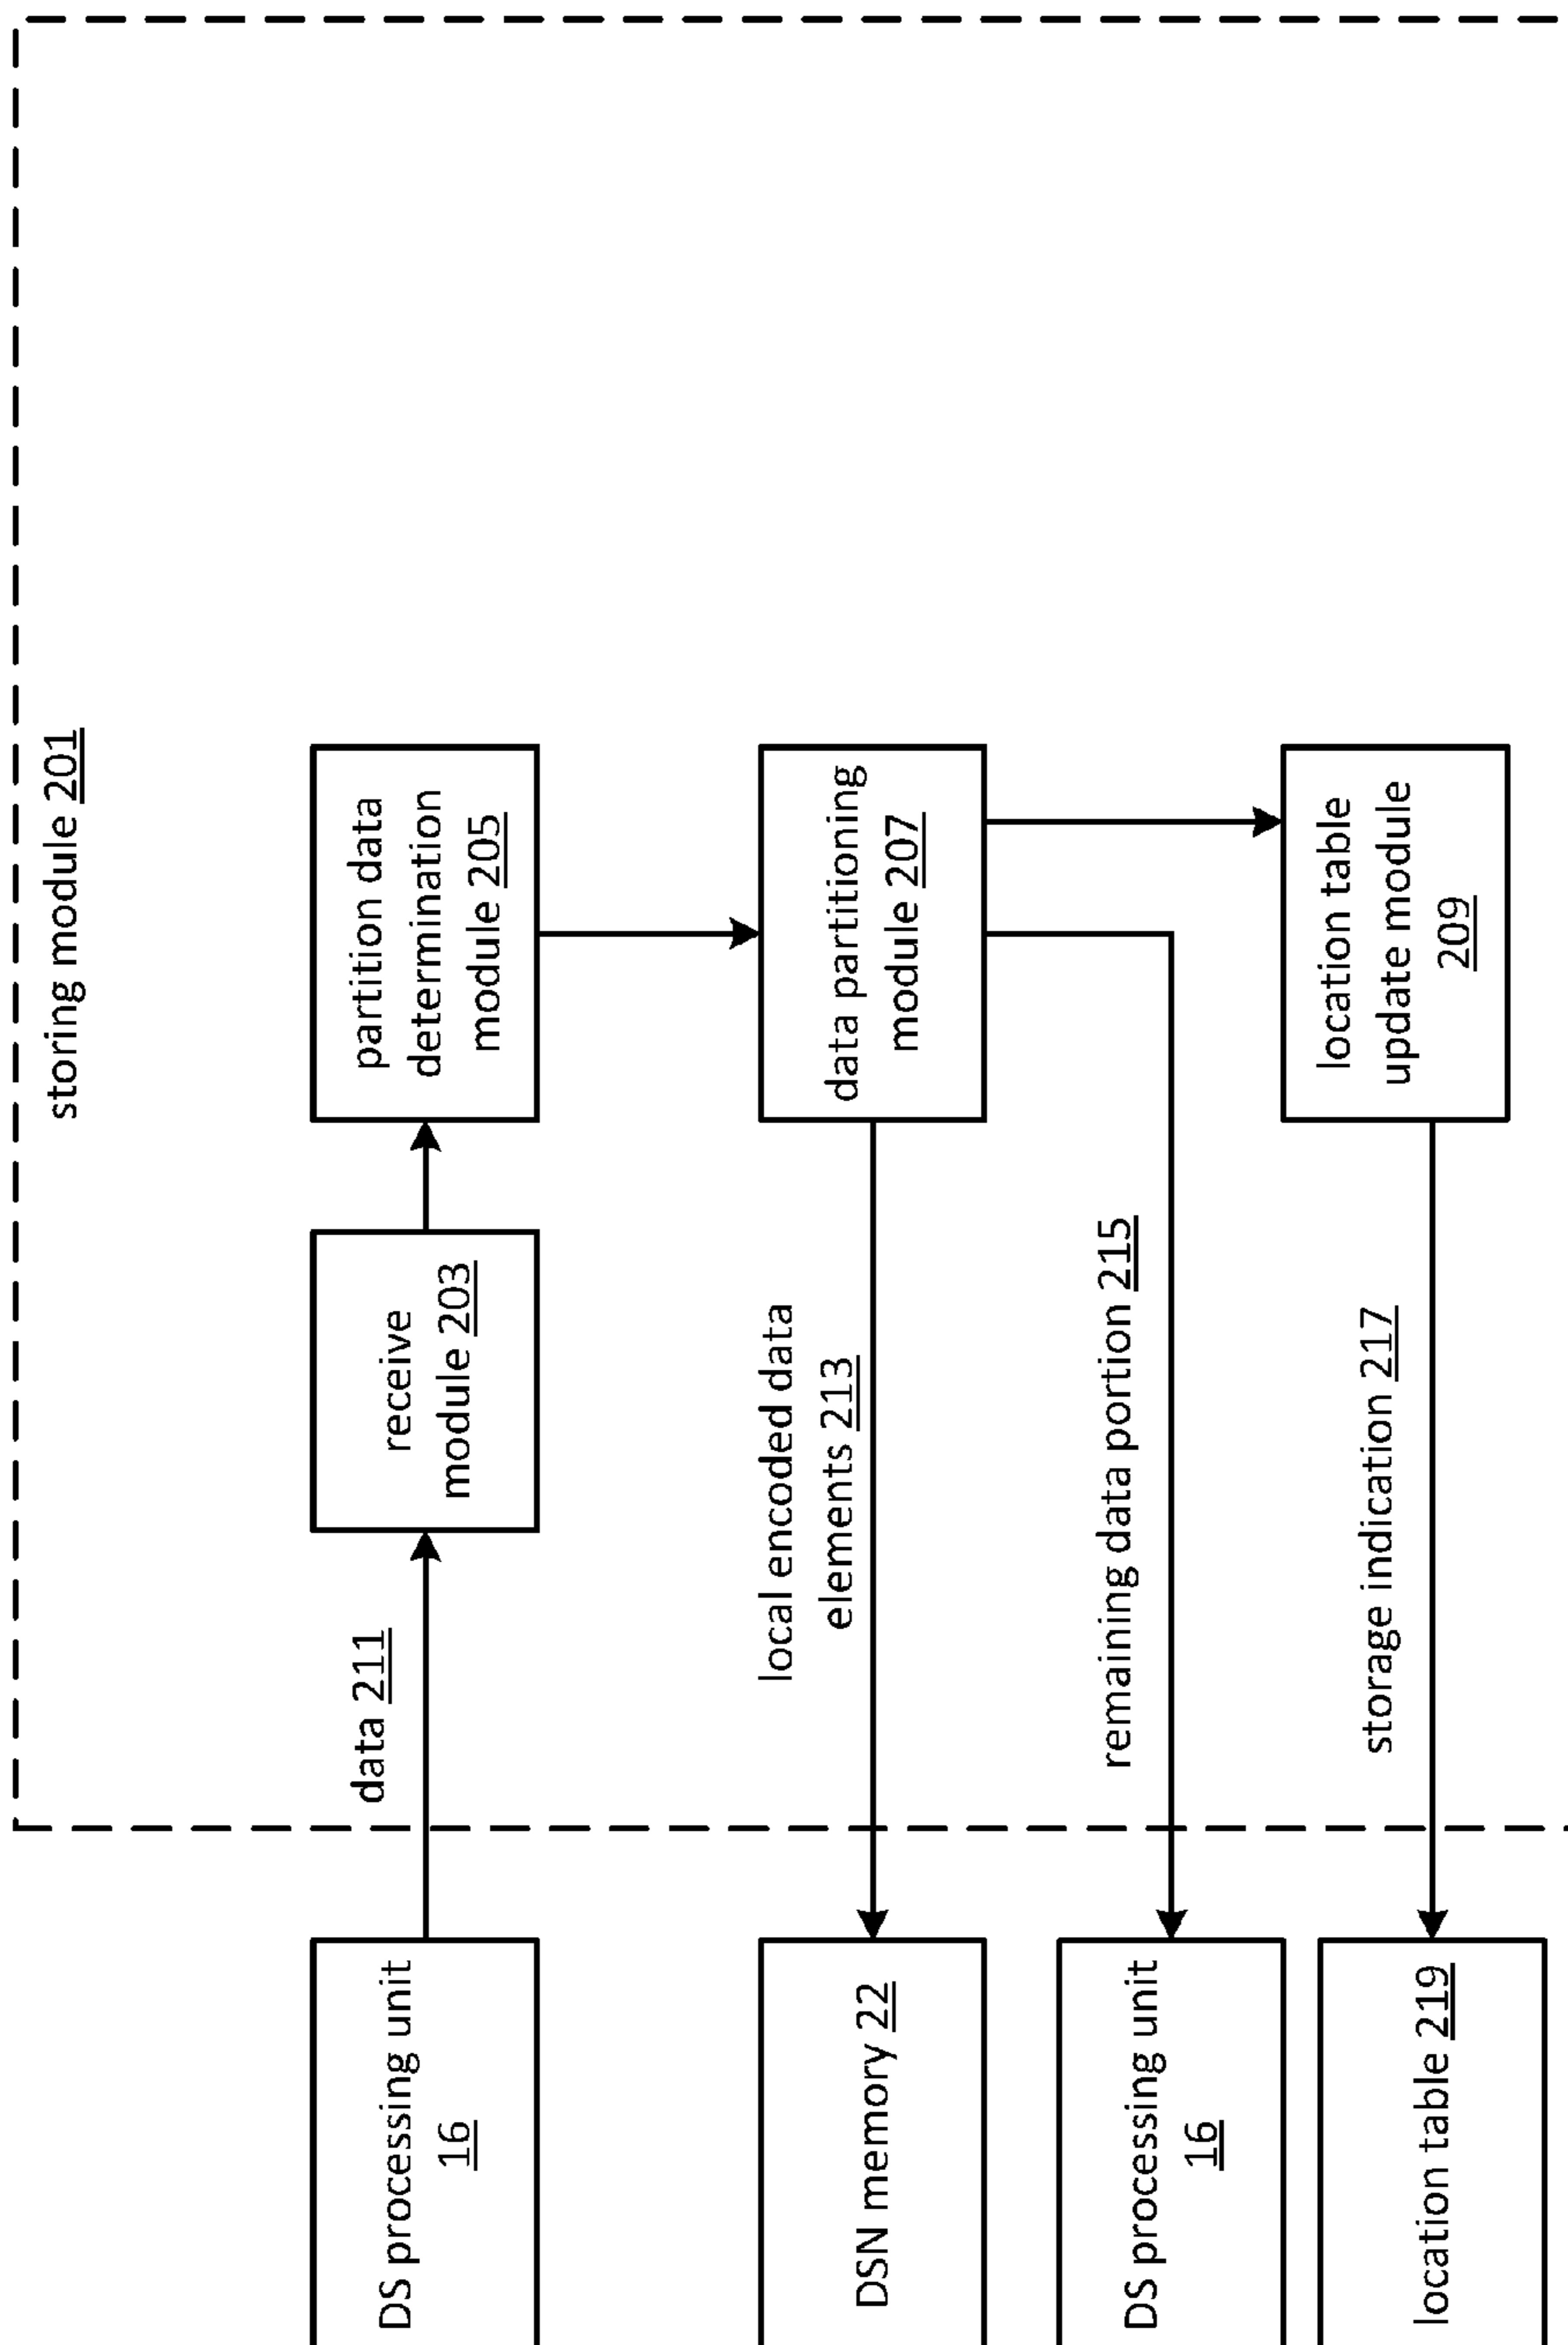 storing module 201
DS processing unit
16
data 211
receive
module 203
partition data
determination
module 205
DSN memory 22
local encoded data
elements 213
data partitioning
module 207
DS processing unit
16
remaining data portion 215
location table 219
storage indication 217
location table
update module
209